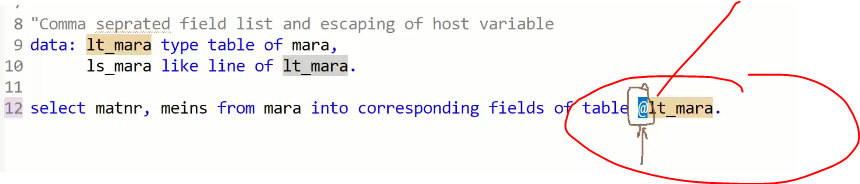 8 "Comma seprated field list and escaping of host variable
9 data: lt_mara type table of mara,
10 ls_mara like line of lt_mara.
11
12 select matnr, meins from mara into corresponding fields of table @lt_mara.